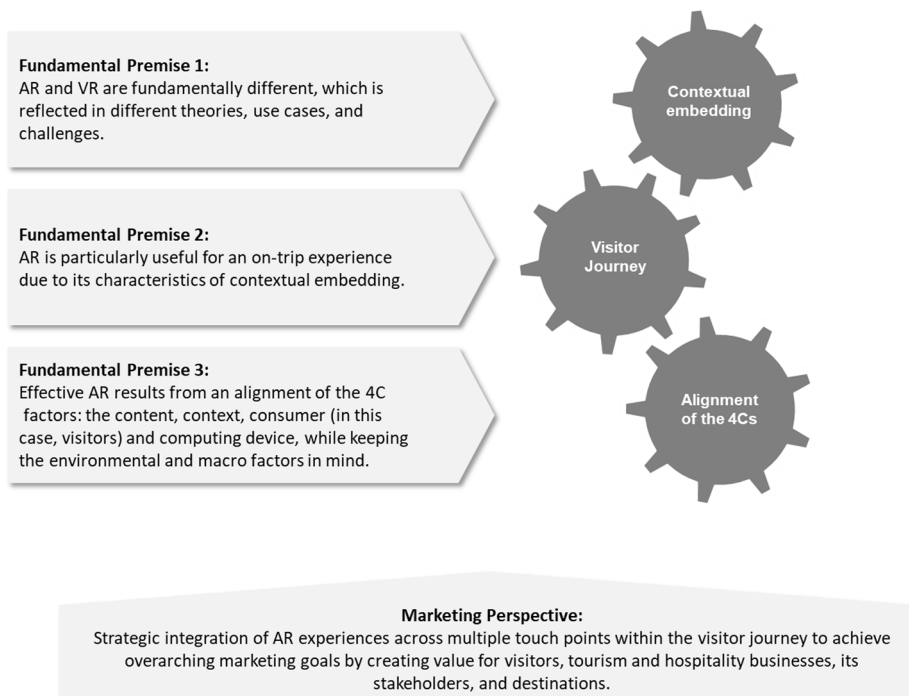 Fundamental Premise 1:
AR and VR are fundamentally different, which is
reflected in different theories, use cases, and
challenges.
Contextual
embedding
Fundamental Premise 2:
AR is particularly useful for an on-trip experience
due to its characteristics of contextual embedding.
Visitor
Journey
Fundamental Premise 3:
Effective AR results from an alignment of the 4C
factors: the content, context, consumer (in this
case, visitors) and computing device, while keeping
the environmental and macro factors in mind.
Alignment
of the 4Cs
Marketing Perspective:
Strategic integration of AR experiences across multiple touch points within the visitor journey to achieve
overarching marketing goals by creating value for visitors, tourism and hospitality businesses, its
stakeholders, and destinations.